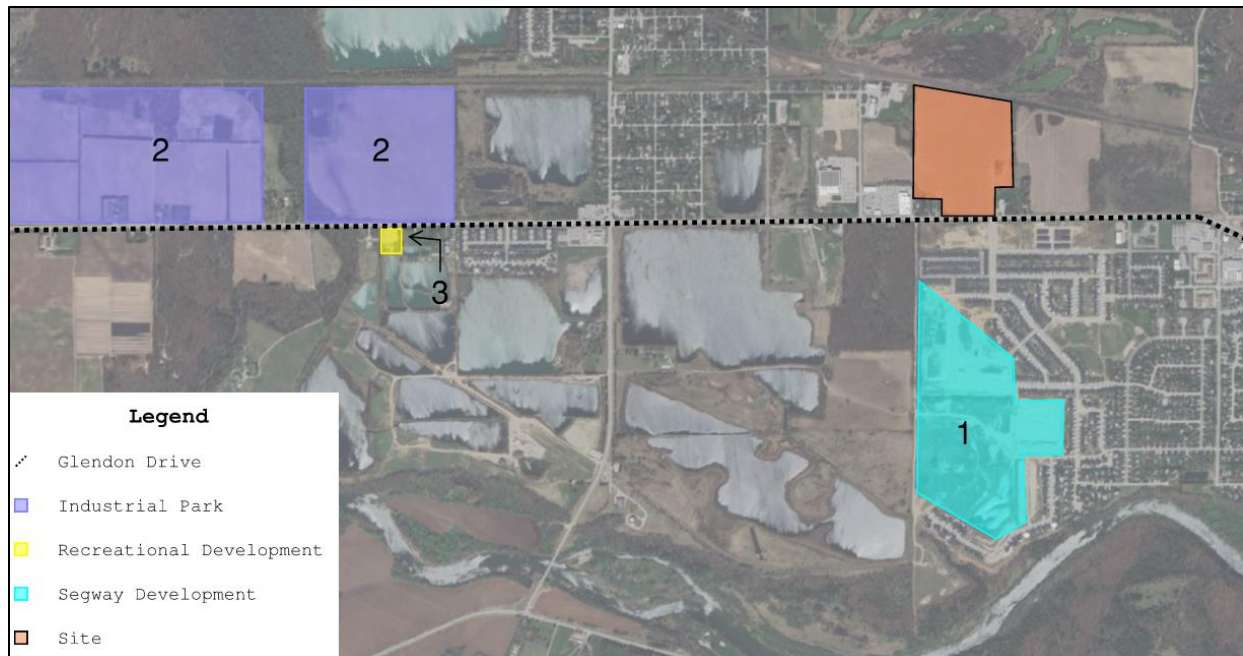 2
2
3
1
Legend
Glendon Drive
Industrial Park
Recreational Development
Segway Development
Site